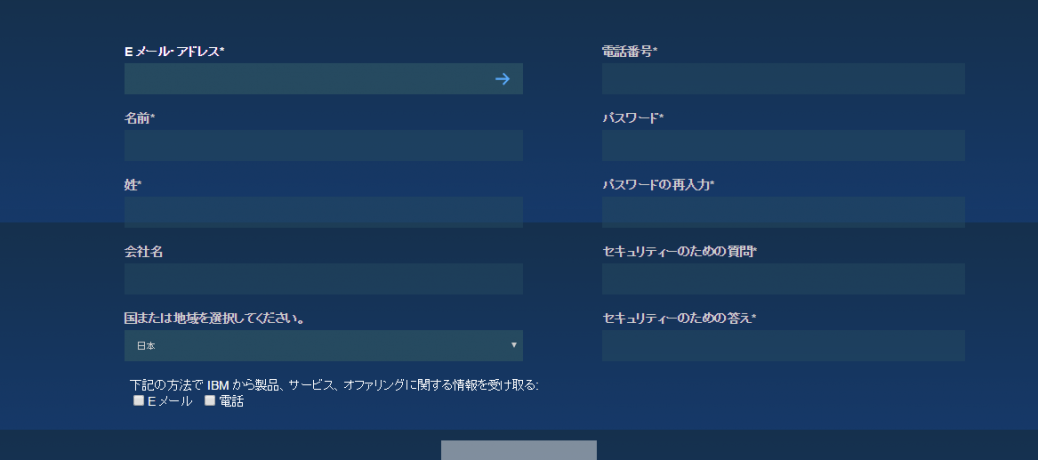 Eメール・アドレス*
名前*
姓*
会社名
国または地域を選択してください。
日本
下記の方法で IBM から製品、サービス、オファリングに関する情報を受け取る:
Eメール 電話
電話番号*
パスワード*
パスワードの再入力*
セキュリティーのための質問*
セキュリティーのための答え*